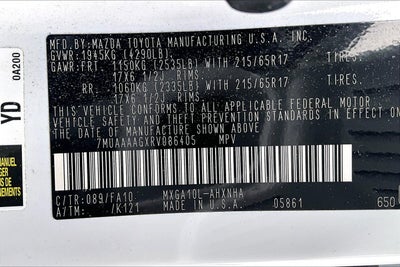 MFD.BY: MAZDA TOYOTA MANUFACTURING U.S.A., INC.
GVWR: 1945KG (4290LB)
GAWR: FRT 1150KG (2535LB) WITH 215/65R17
17X6 1/2J RIMS
RR 1060KG (2335LB) WITH 215/65R17
17X6 1/2J RIMS
THIS VEHICLE CONFORMS TO ALL APPLICABLE FEDERAL MOTOR
VEHICLE SAFETY AND THEFT PREVENTION STANDARDS IN EFFECT ON
THE DATE OF MANUFACTURE SHOWN ABOVE.
7MUAAAAGXRV086405 MPV
C/TR: 089/FA10 MXGA10L-AHXNHA
A/TM: /K121 MADE IN U.S.A. 05861 650
YD 0A200
MANUEL